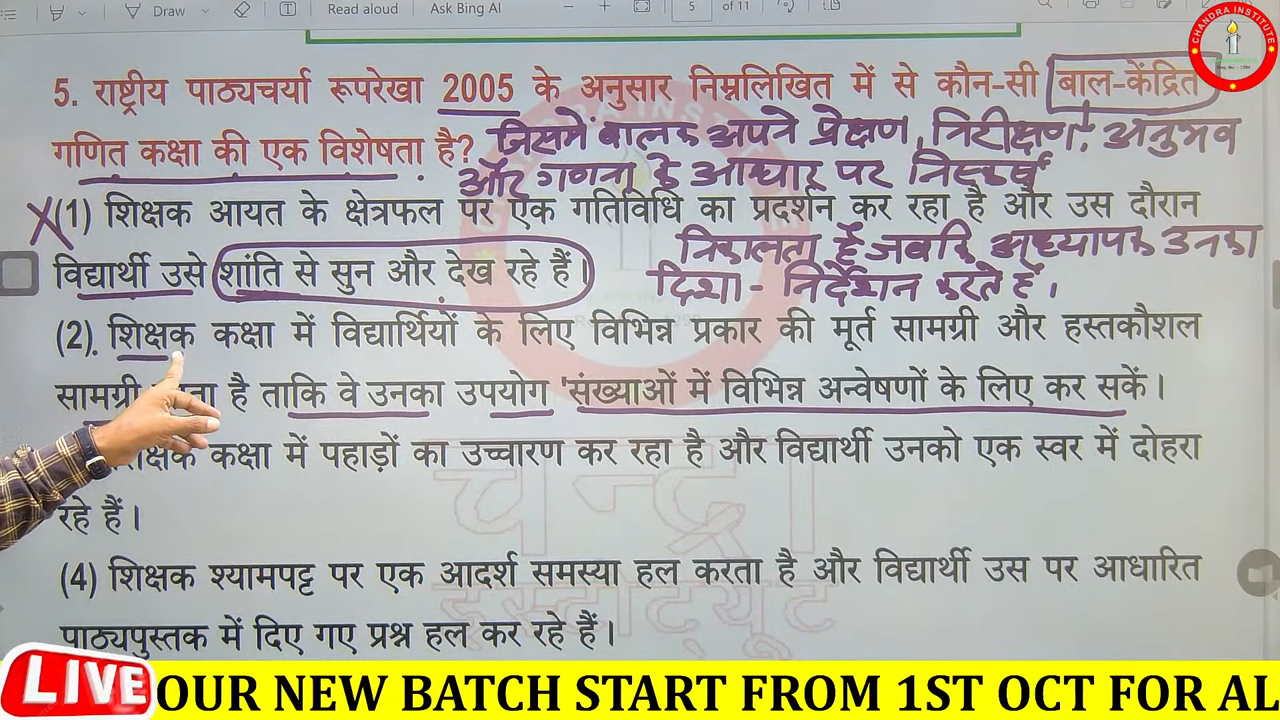 Draw
Read aloud
Ask Bing AI
5 of 11
CHANDRA INSTITUTE
5. राष्ट्रीय पाठ्यचर्या रूपरेखा 2005 के अनुसार निम्नलिखित में से कौन-सी बाल-केंद्रित
गणित कक्षा की एक विशेषता है?
जिसमें बालक अपने प्रेक्षण, निरीक्षण, अनुभव
और गणना के आधार पर निस्कर्ष
निकालता है जबकि अध्यापक उनका
दिशा - निर्देशन करते हैं।
(1) शिक्षक आयत के क्षेत्रफल पर एक गतिविधि का प्रदर्शन कर रहा है और उस दौरान
विद्यार्थी उसे शांति से सुन और देख रहे हैं।
(2). शिक्षक कक्षा में विद्यार्थियों के लिए विभिन्न प्रकार की मूर्त सामग्री और हस्तकौशल
सामग्री है ताकि वे उनका उपयोग 'संख्याओं में विभिन्न अन्वेषणों के लिए कर सकें।
कक्षा में पहाड़ों का उच्चारण कर रहा है और विद्यार्थी उनको एक स्वर में दोहरा
रहे हैं।
(4) शिक्षक श्यामपट्ट पर एक आदर्श समस्या हल करता है और विद्यार्थी उस पर आधारित
पाठ्यपुस्तक में दिए गए प्रश्न हल कर रहे हैं।
चन्द्रा
इंस्टीट्यूट
LIVE
OUR NEW BATCH START FROM 1ST OCT FOR AL